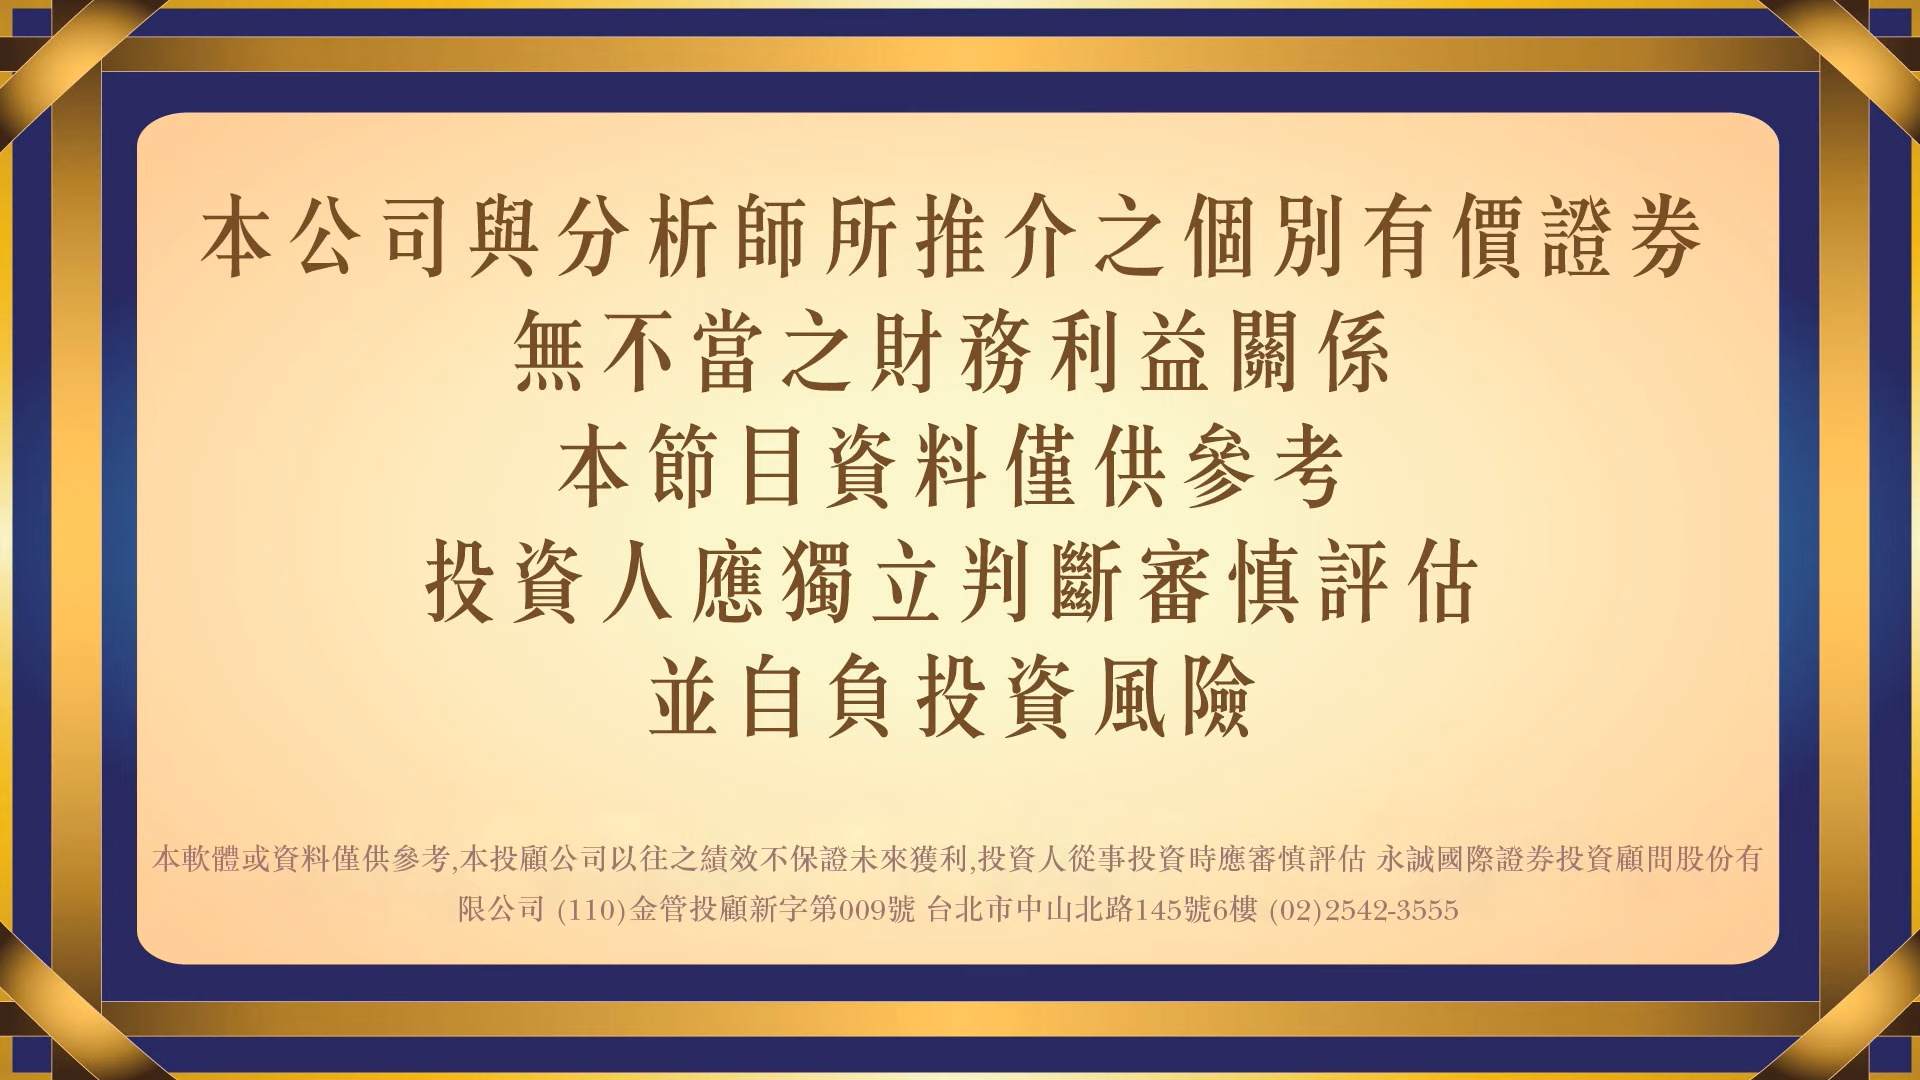 本公司與分析師所推介之個別有價證券
無不當之財務利益關係
本節目資料僅供參考
投資人應獨立判斷審慎評估
並自負投資風險
本軟體或資料僅供參考,本投顧公司以往之績效不保證未來獲利,投資人從事投資時應審慎評估 永誠國際證券投資顧問股份有
限公司 (110)金管投顧新字第009號 台北市中山北路145號6樓 (02)2542-3555